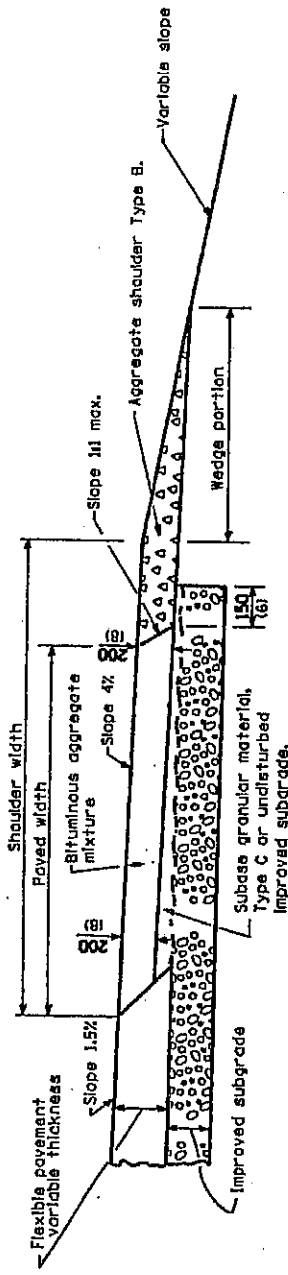 Shoulder width
Paved width
Flexible pavement
variable thickness
Slope 1.5%
200
(8)
Bituminous aggregate
mixture
Slope 4%
200
(8)
Slope 1:1 max.
Aggregate shoulder Type B.
Variable slope
Improved subgrade
Subase granular material,
Type C or undisturbed
improved subgrade.
150
(6)
Wedge portion